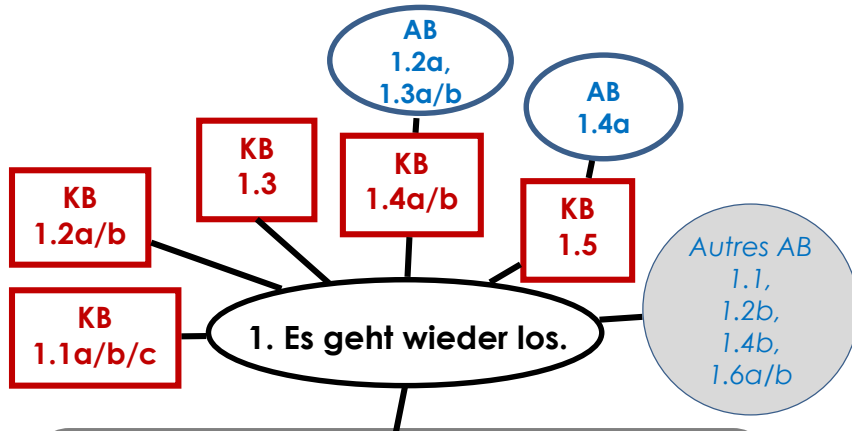 AB
1.2a,
1.3a/b
AB
1.4a
KB
1.3
KB
1.4a/b
KB
1.2a/b
KB
1.5
Autres AB
1.1,
1.2b,
1.4b,
1.6a/b
KB
1.1a/b/c
1. Es geht wieder los.